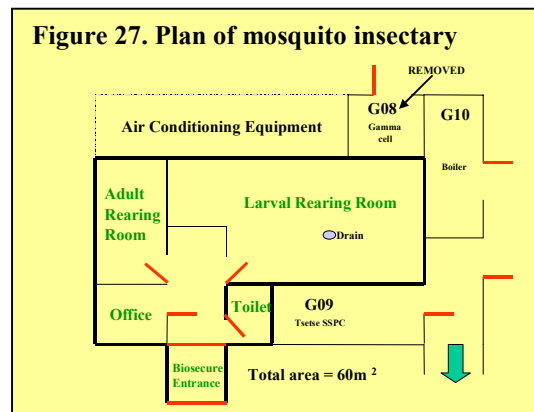 Figure 27. Plan of mosquito insectary
REMOVED
G08
Gamma
cell
G10
Air Conditioning Equipment
Boiler
Adult
Rearing
Room
Larval Rearing Room
Drain
Office
Toilet
G09
Tsetse SSPC
Biosecure
Entrance
Total area = 60m 2